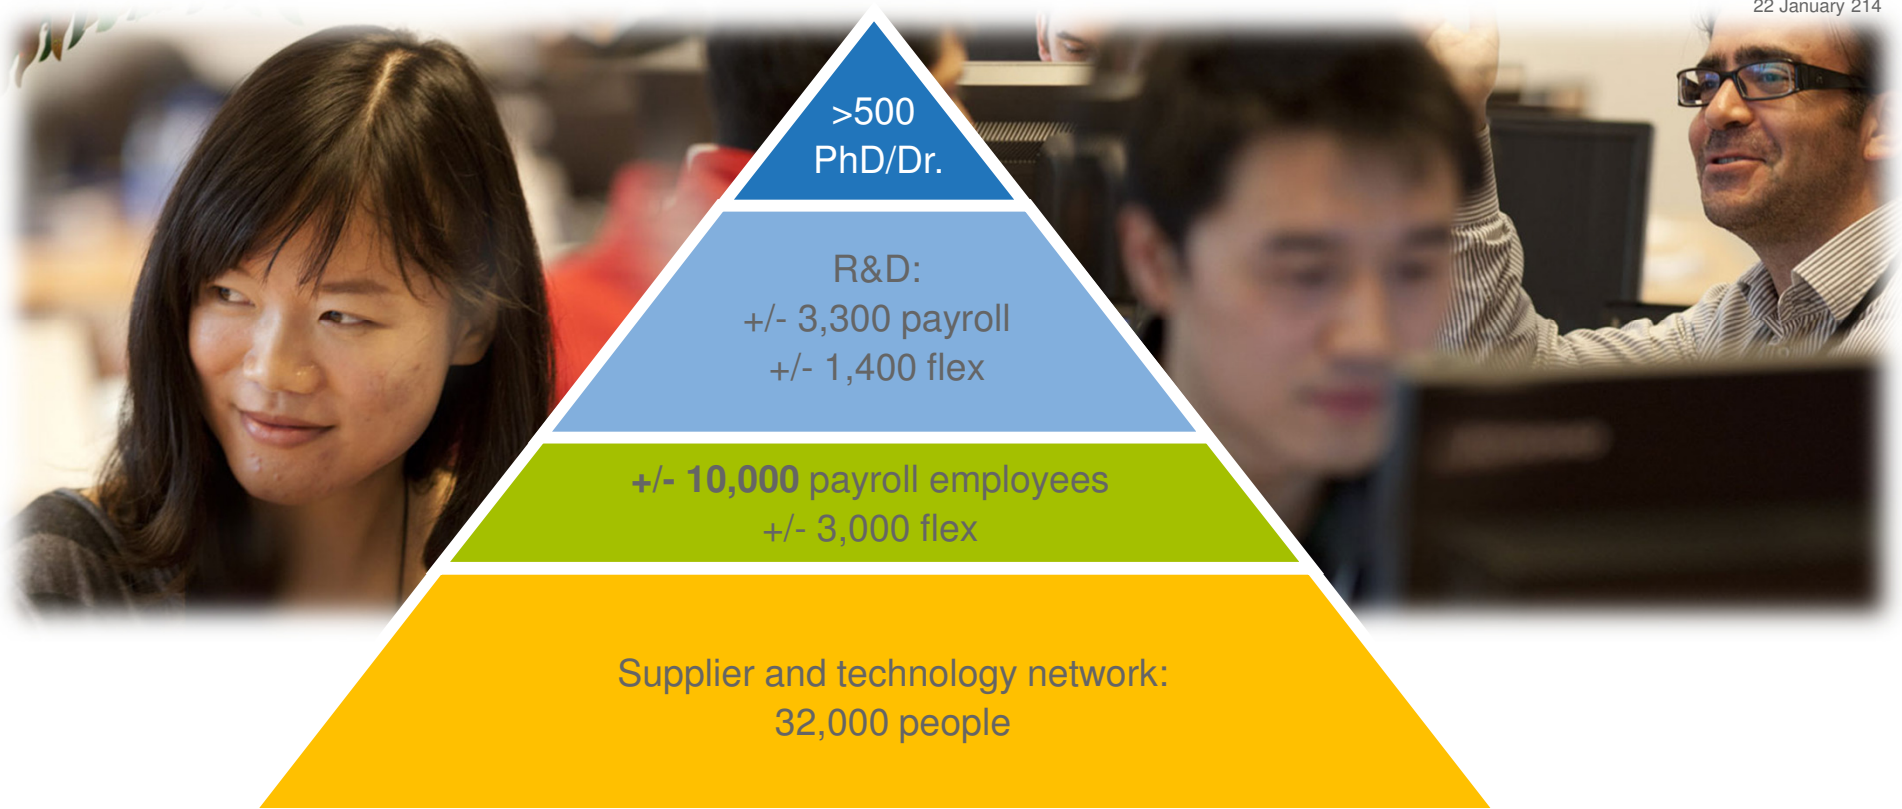 22 January 214
>500
PhD/Dr.
R&D:
+/- 3,300 payroll
+/- 1,400 flex
+/- 10,000 payroll employees
+/- 3,000 flex
Supplier and technology network:
32,000 people